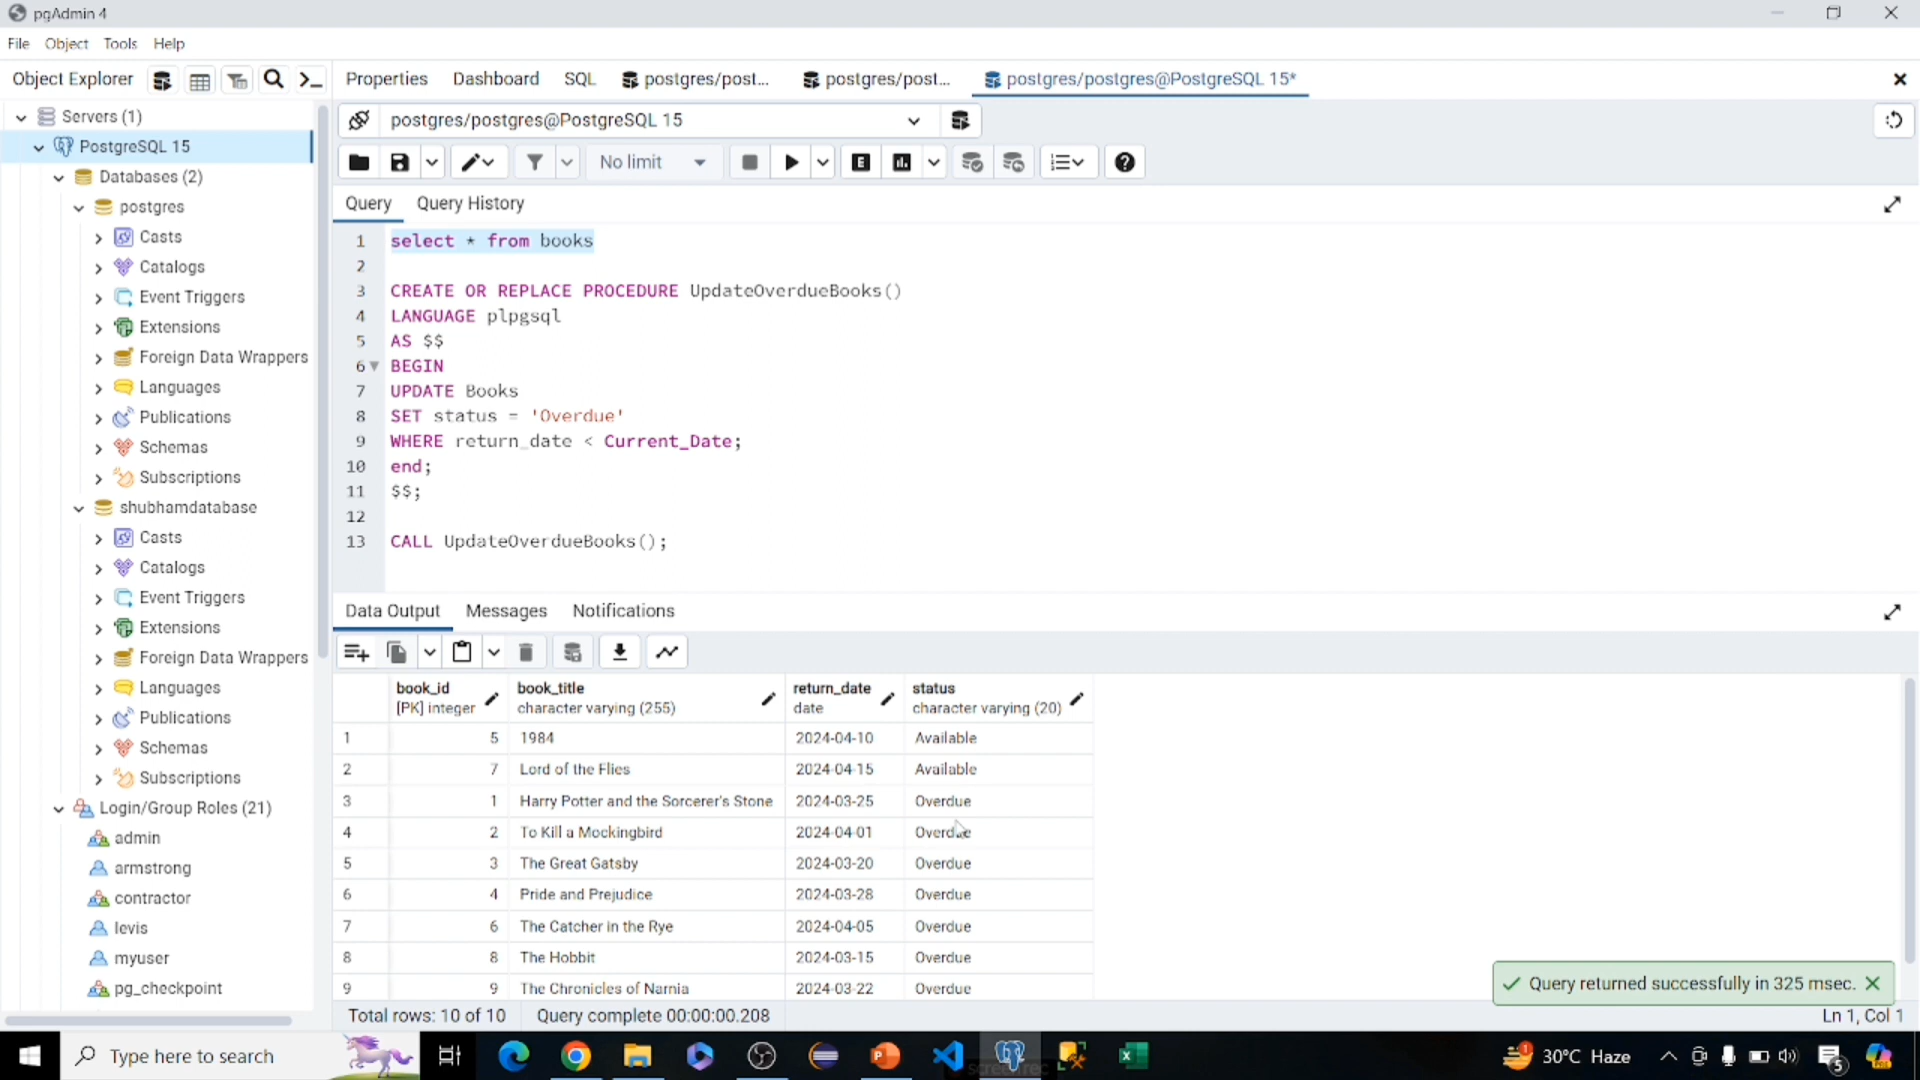 pgAdmin 4
File Object Tools Help
Object Explorer
Properties Dashboard SQL postgres/post... postgres/post... postgres/postgres@PostgreSQL 15*
Servers (1)
PostgreSQL 15
Databases (2)
postgres
Casts
Catalogs
Event Triggers
Extensions
Foreign Data Wrappers
Languages
Publications
Schemas
Subscriptions
shubhamdatabase
Casts
Catalogs
Event Triggers
Extensions
Foreign Data Wrappers
Languages
Publications
Schemas
Subscriptions
Login/Group Roles (21)
admin
armstrong
contractor
levis
myuser
pg_checkpoint
postgres/postgres@PostgreSQL 15
No limit E
Query Query History
1 select * from books
2
3 CREATE OR REPLACE PROCEDURE UpdateOverdueBooks()
4 LANGUAGE plpgsql
5 AS $$
6 BEGIN
7 UPDATE Books
8 SET status = 'Overdue'
9 WHERE return_date < Current_Date;
10 end;
11 $$;
12
13 CALL UpdateOverdueBooks();
Data Output Messages Notifications
book_id book_title return_date status
[PK] integer character varying (255) date character varying (20)
1 5 1984 2024-04-10 Available
2 7 Lord of the Flies 2024-04-15 Available
3 1 Harry Potter and the Sorcerer's Stone 2024-03-25 Overdue
4 2 To Kill a Mockingbird 2024-04-01 Overdue
5 3 The Great Gatsby 2024-03-20 Overdue
6 4 Pride and Prejudice 2024-03-28 Overdue
7 6 The Catcher in the Rye 2024-04-05 Overdue
8 8 The Hobbit 2024-03-15 Overdue
9 9 The Chronicles of Narnia 2024-03-22 Overdue
Query returned successfully in 325 msec.
Total rows: 10 of 10 Query complete 00:00:00.208 Ln 1, Col 1
Type here to search
30°C Haze
5